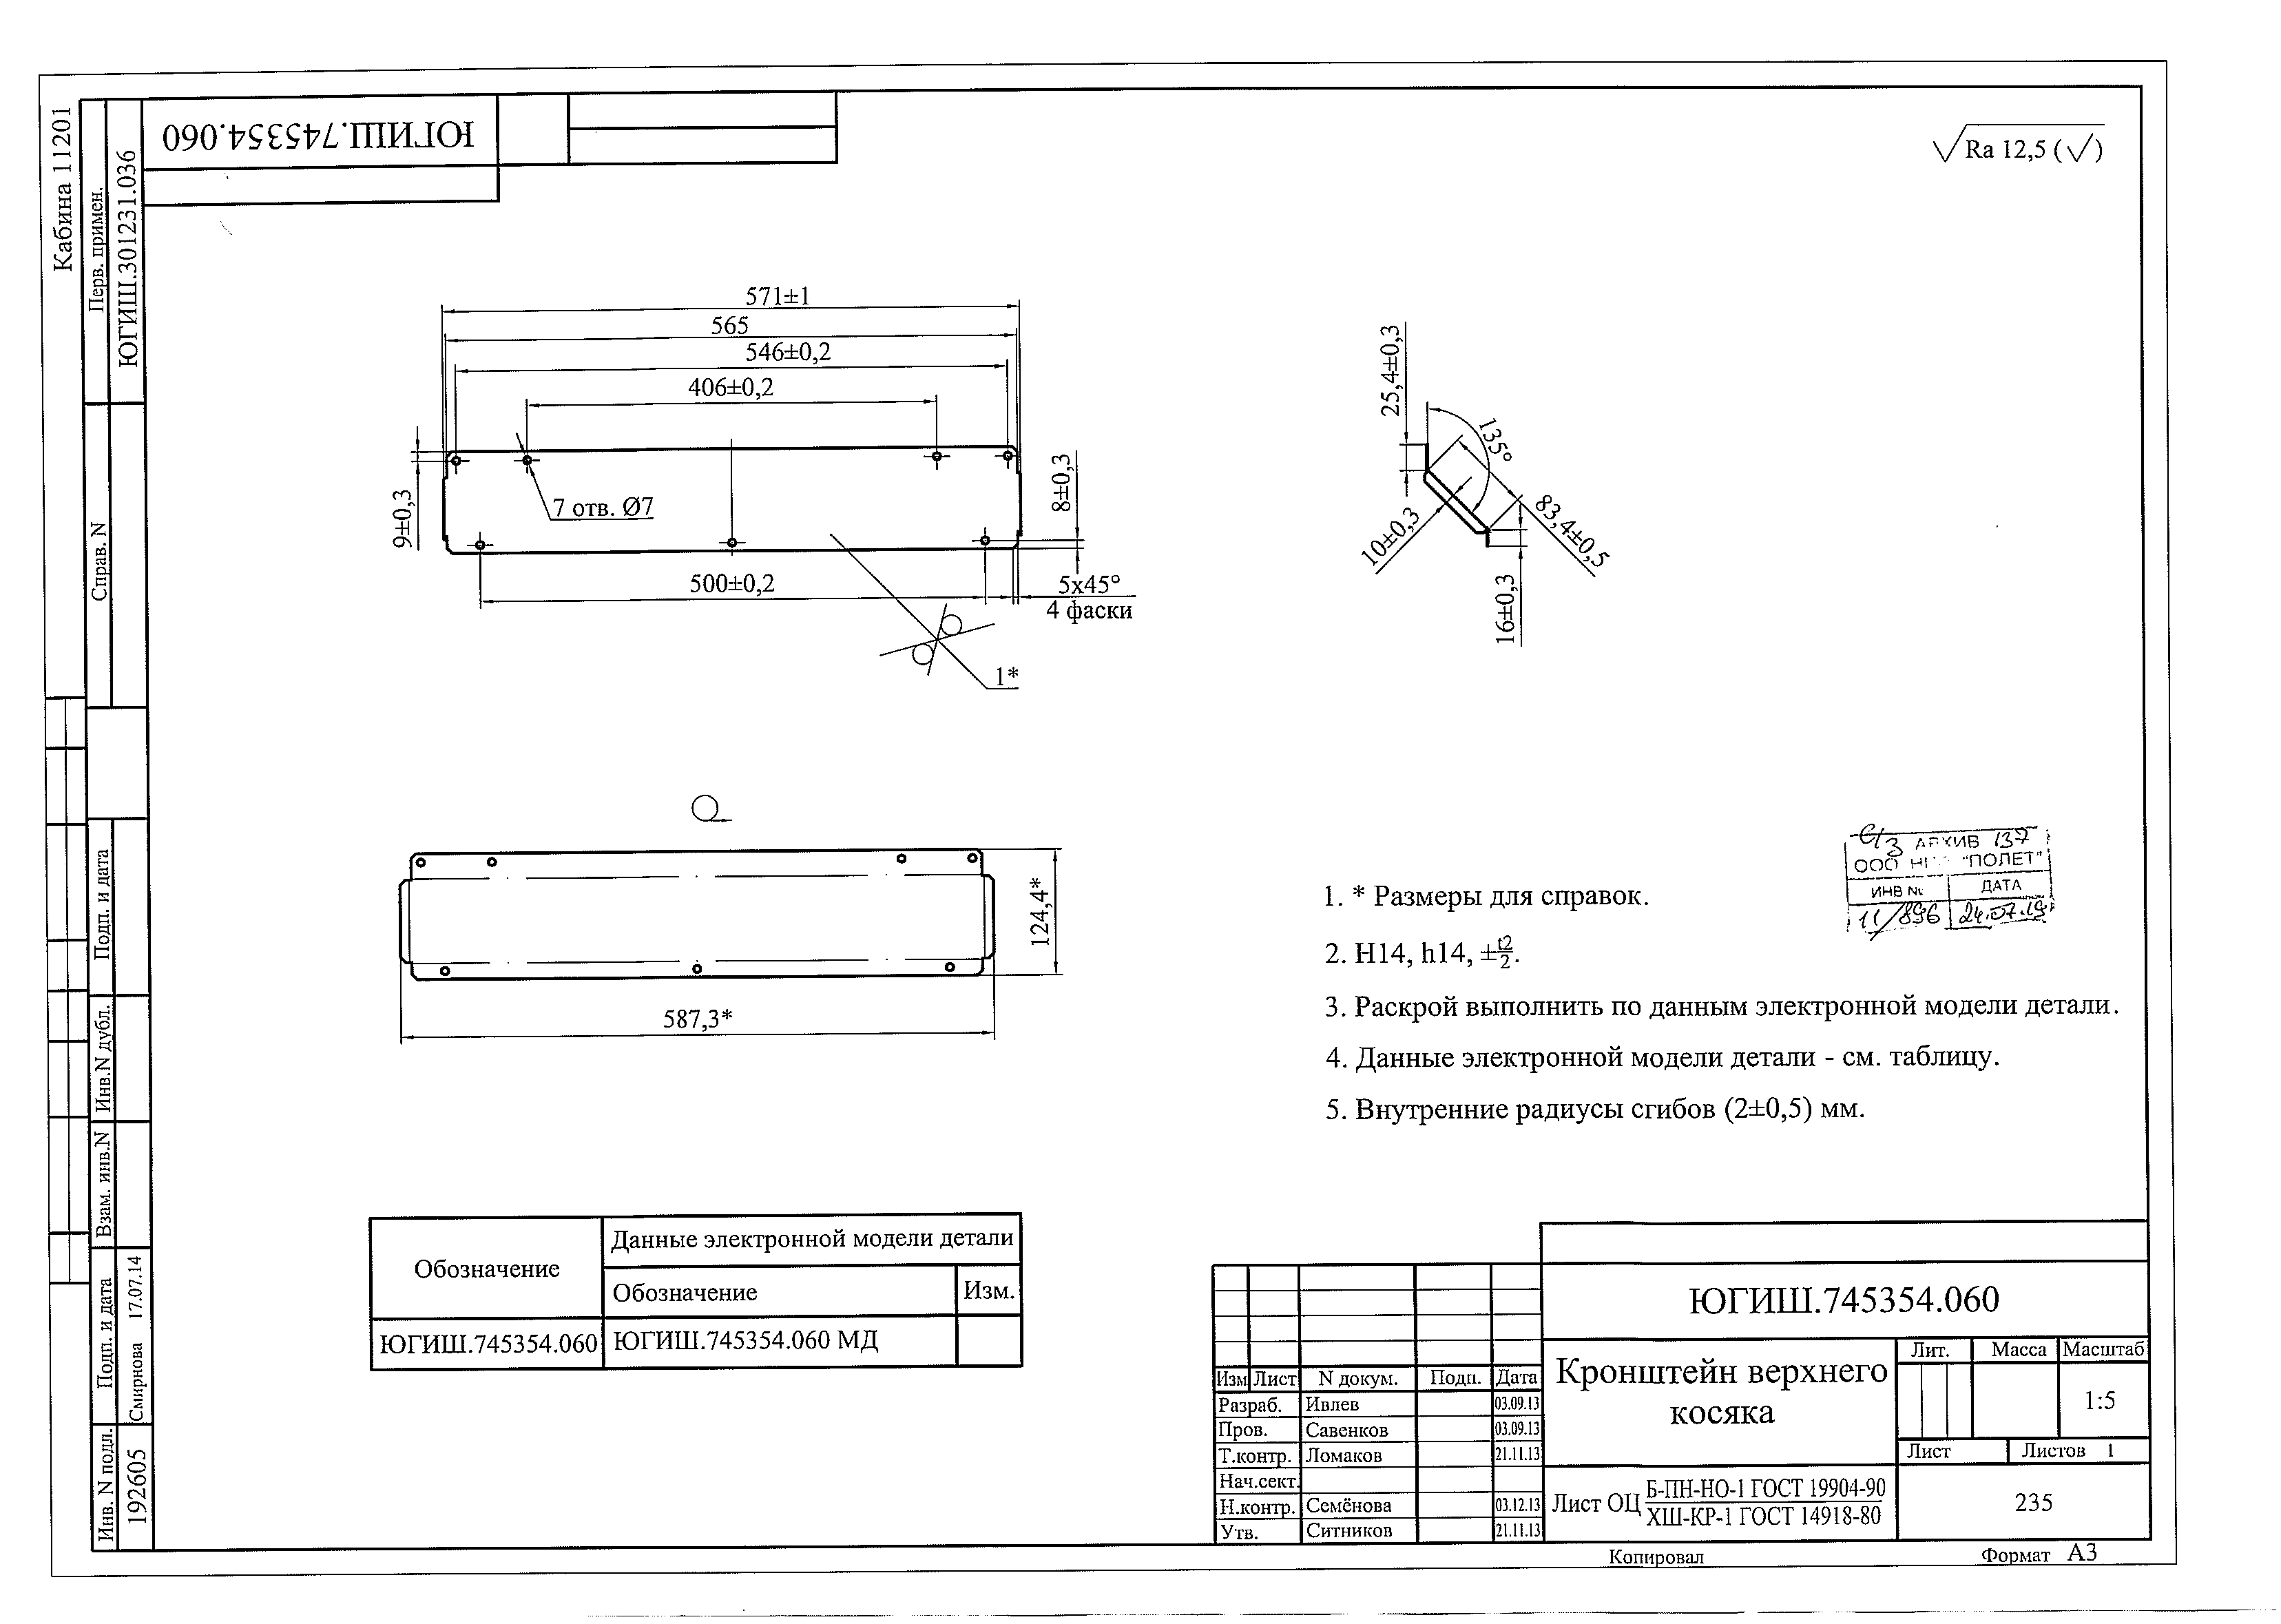 Кабина 11201
Перв. примен.
ЮГИШ.301231.036
Справ. N
Подп. и дата
Инв.N дубл.
Взам. инв.N
Подп. и дата
Смирнова 17.07.14
Инв. N подл.
192605
ЮГИШ.745354.060
Ra 12,5 (√)
571±1
565
546±0,2
406±0,2
9±0,3
7 отв. Ø7
8±0,3
500±0,2
5x45°
4 фаски
1*
25,4±0,3
135°
83,4±0,5
10±0,3
16±0,3
124,4*
587,3*
АРХИВ 137
"ПОЛЕТ"
ИНВ № ДАТА
11/896 24.07.19
1. * Размеры для справок.
2. H14, h14, ±t2/2.
3. Раскрой выполнить по данным электронной модели детали.
4. Данные электронной модели детали - см. таблицу.
5. Внутренние радиусы сгибов (2±0,5) мм.
Обозначение
Данные электронной модели детали
Обозначение Изм.
ЮГИШ.745354.060 ЮГИШ.745354.060 МД
ЮГИШ.745354.060
Кронштейн верхнего
косяка
Лит. Масса Масштаб
1:5
Лист Листов 1
Изм Лист N докум. Подп. Дата
Разраб. Ивлев 03.09.13
Пров. Савенков 03.09.13
Т.контр. Ломаков 21.11.13
Нач.сект.
Н.контр. Семёнова 03.12.13
Утв. Ситников 21.11.13
Лист ОЦ Б-ПН-НО-1 ГОСТ 19904-90
ХШ-КР-1 ГОСТ 14918-80
235
Копировал Формат А3